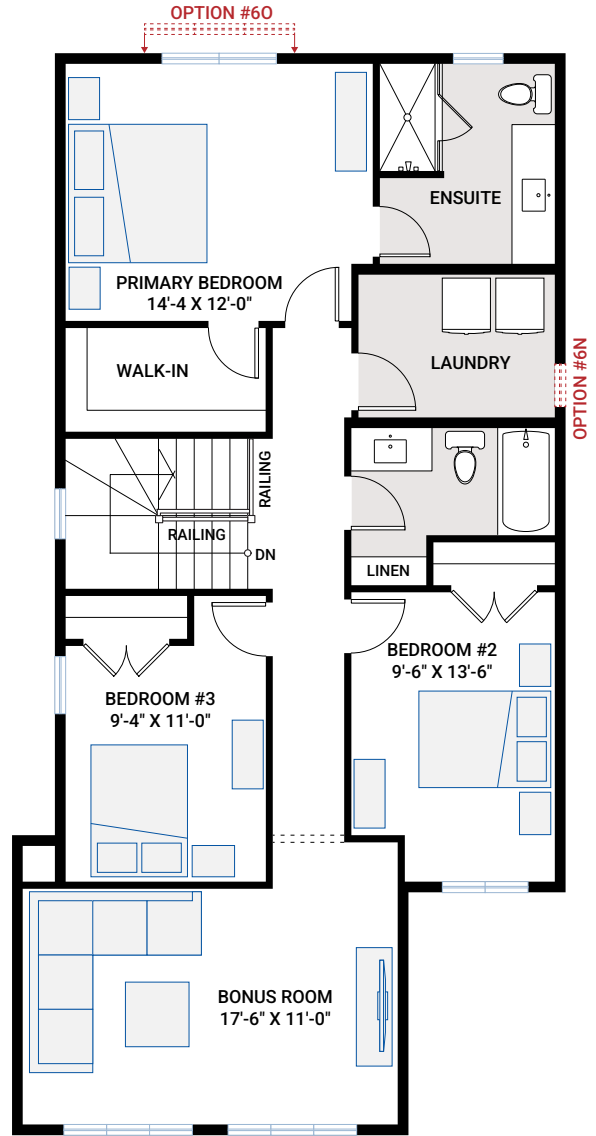 OPTION #6O
ENSUITE
PRIMARY BEDROOM
14'-4 X 12'-0"
WALK-IN
LAUNDRY
OPTION #6N
RAILING
RAILING
DN
LINEN
BEDROOM #2
9'-6" X 13'-6"
BEDROOM #3
9'-4" X 11'-0"
BONUS ROOM
17'-6" X 11'-0"